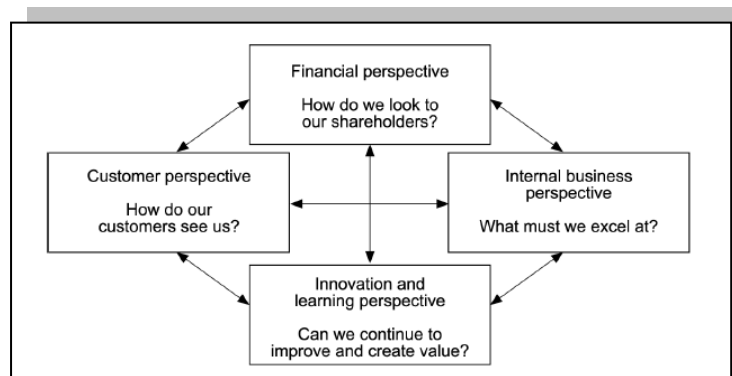 Financial perspective
How do we look to
our shareholders?
Customer perspective
How do our
customers see us?
Internal business
perspective
What must we excel at?
Innovation and
learning perspective
Can we continue to
improve and create value?